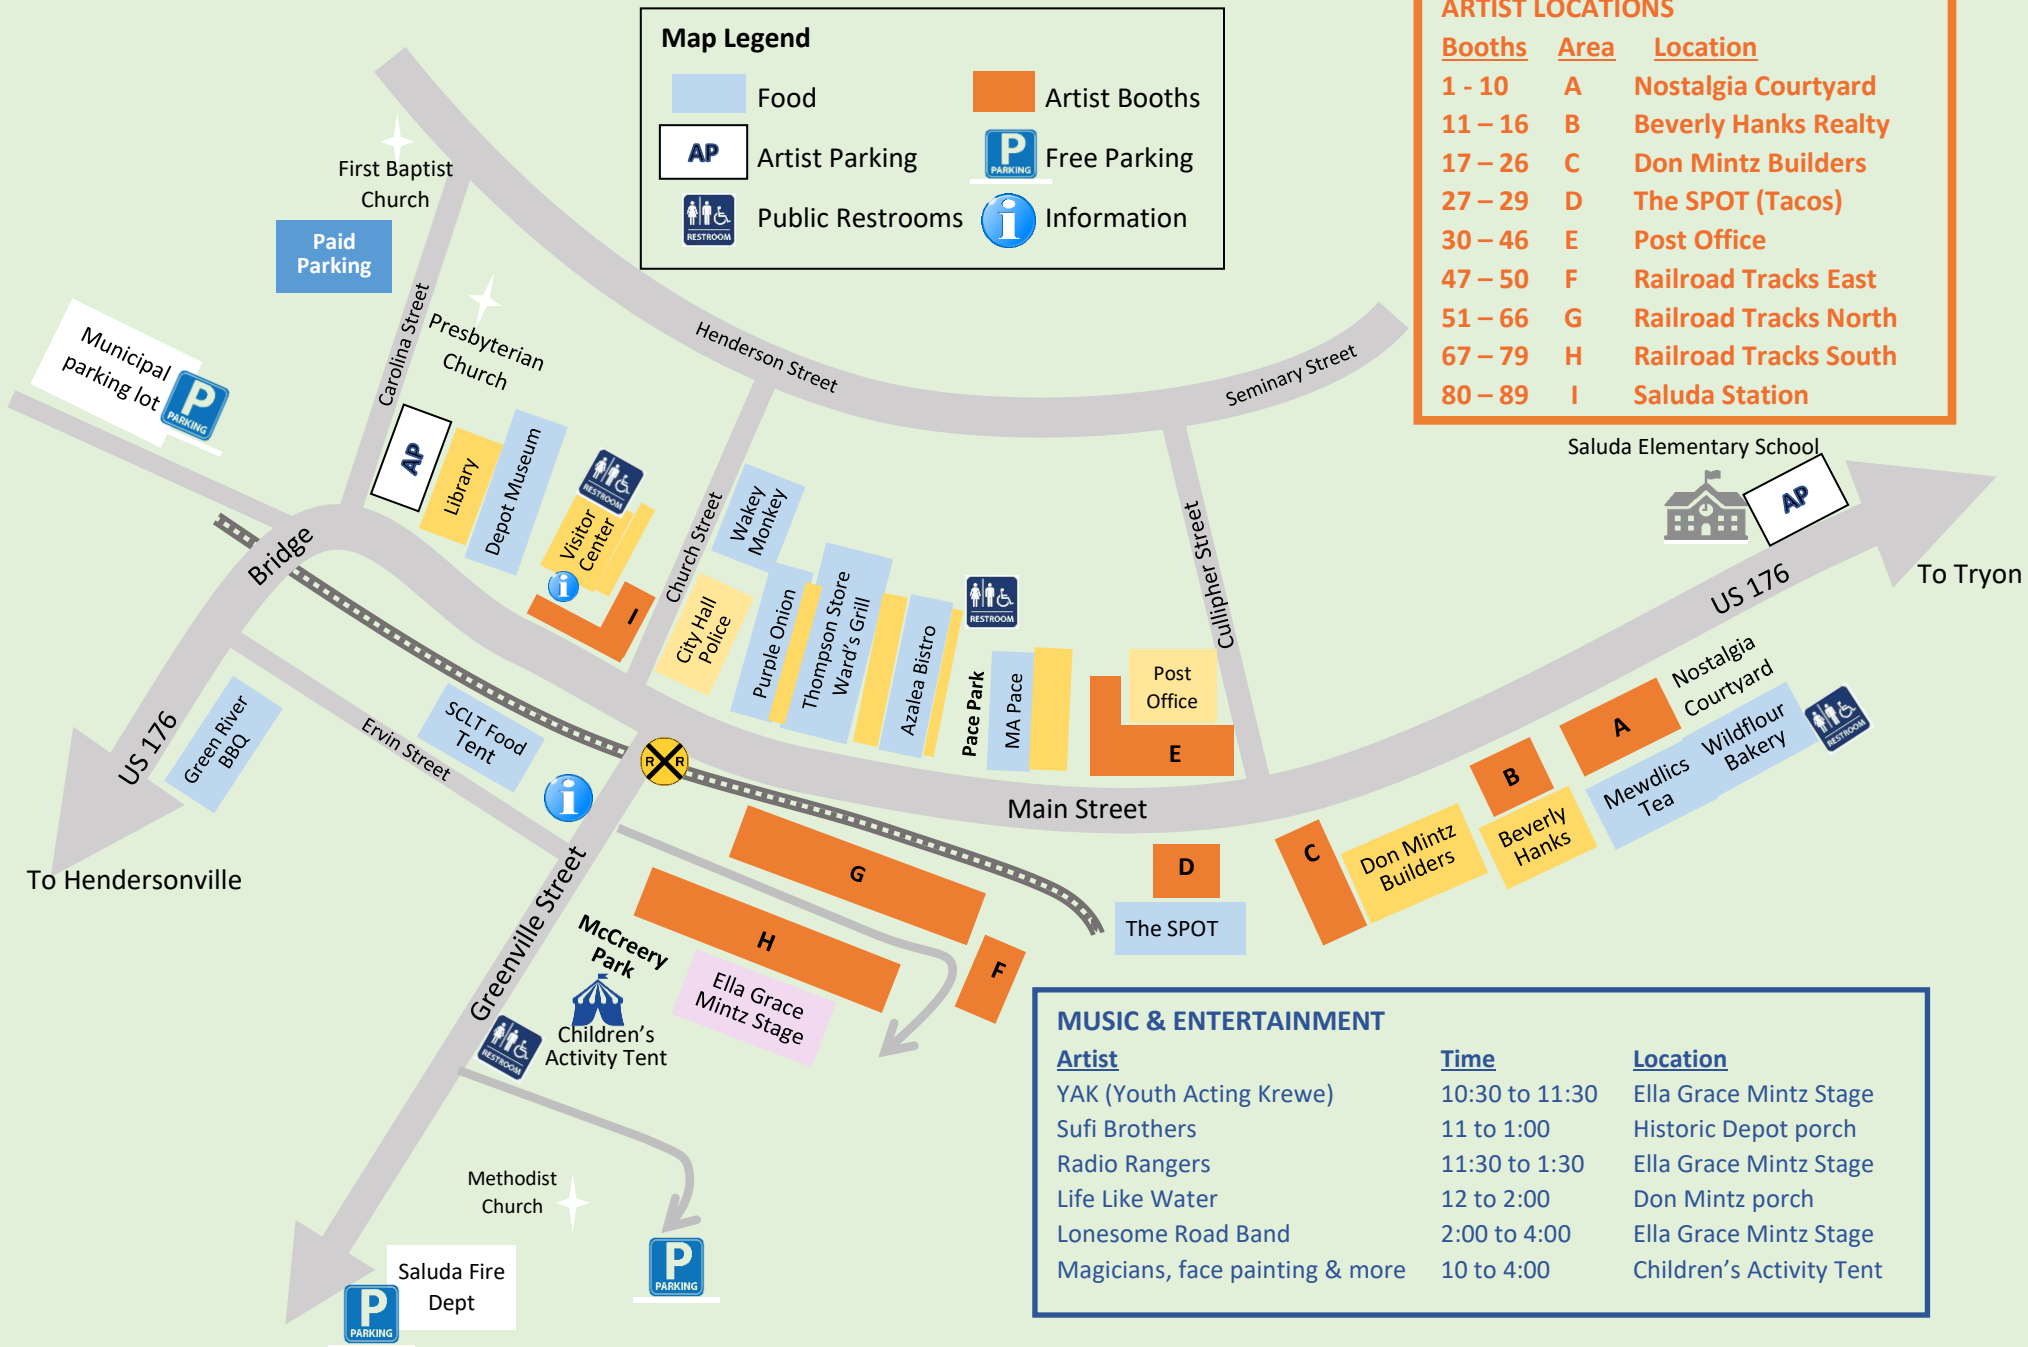 Map Legend
Food
Artist Booths
AP
Artist Parking
P
PARKING
Free Parking
RESTROOM
Public Restrooms
i
Information
ARTIST LOCATIONS
Booths Area Location
1 - 10 A Nostalgia Courtyard
11 – 16 B Beverly Hanks Realty
17 – 26 C Don Mintz Builders
27 – 29 D The SPOT (Tacos)
30 – 46 E Post Office
47 – 50 F Railroad Tracks East
51 – 66 G Railroad Tracks North
67 – 79 H Railroad Tracks South
80 – 89 I Saluda Station
First Baptist
Church
Paid
Parking
Carolina Street
Presbyterian
Church
Municipal
parking lot
P
PARKING
Henderson Street
Seminary Street
Saluda Elementary School
AP
To Tryon
US 176
AP
Library
Depot Museum
RESTROOM
Visitor
Center
i
I
Church Street
Wakey
Monkey
City Hall
Police
Purple Onion
Thompson Store
Ward's Grill
Azalea Bistro
RESTROOM
Pace Park
MA Pace
Post
Office
E
Cullipher Street
Bridge
US 176
To Hendersonville
Green River
BBQ
Ervin Street
SCLT Food
Tent
i
R R
Main Street
Nostalgia
Courtyard
A
Wildflour
Bakery
RESTROOM
Mewdlics
Tea
B
Beverly
Hanks
C
Don Mintz
Builders
D
The SPOT
G
H
F
Greenville Street
McCreery
Park
Ella Grace
Mintz Stage
Children's
Activity Tent
RESTROOM
Methodist
Church
P
PARKING
Saluda Fire
Dept
P
PARKING
MUSIC & ENTERTAINMENT
Artist Time Location
YAK (Youth Acting Krewe) 10:30 to 11:30 Ella Grace Mintz Stage
Sufi Brothers 11 to 1:00 Historic Depot porch
Radio Rangers 11:30 to 1:30 Ella Grace Mintz Stage
Life Like Water 12 to 2:00 Don Mintz porch
Lonesome Road Band 2:00 to 4:00 Ella Grace Mintz Stage
Magicians, face painting & more 10 to 4:00 Children's Activity Tent